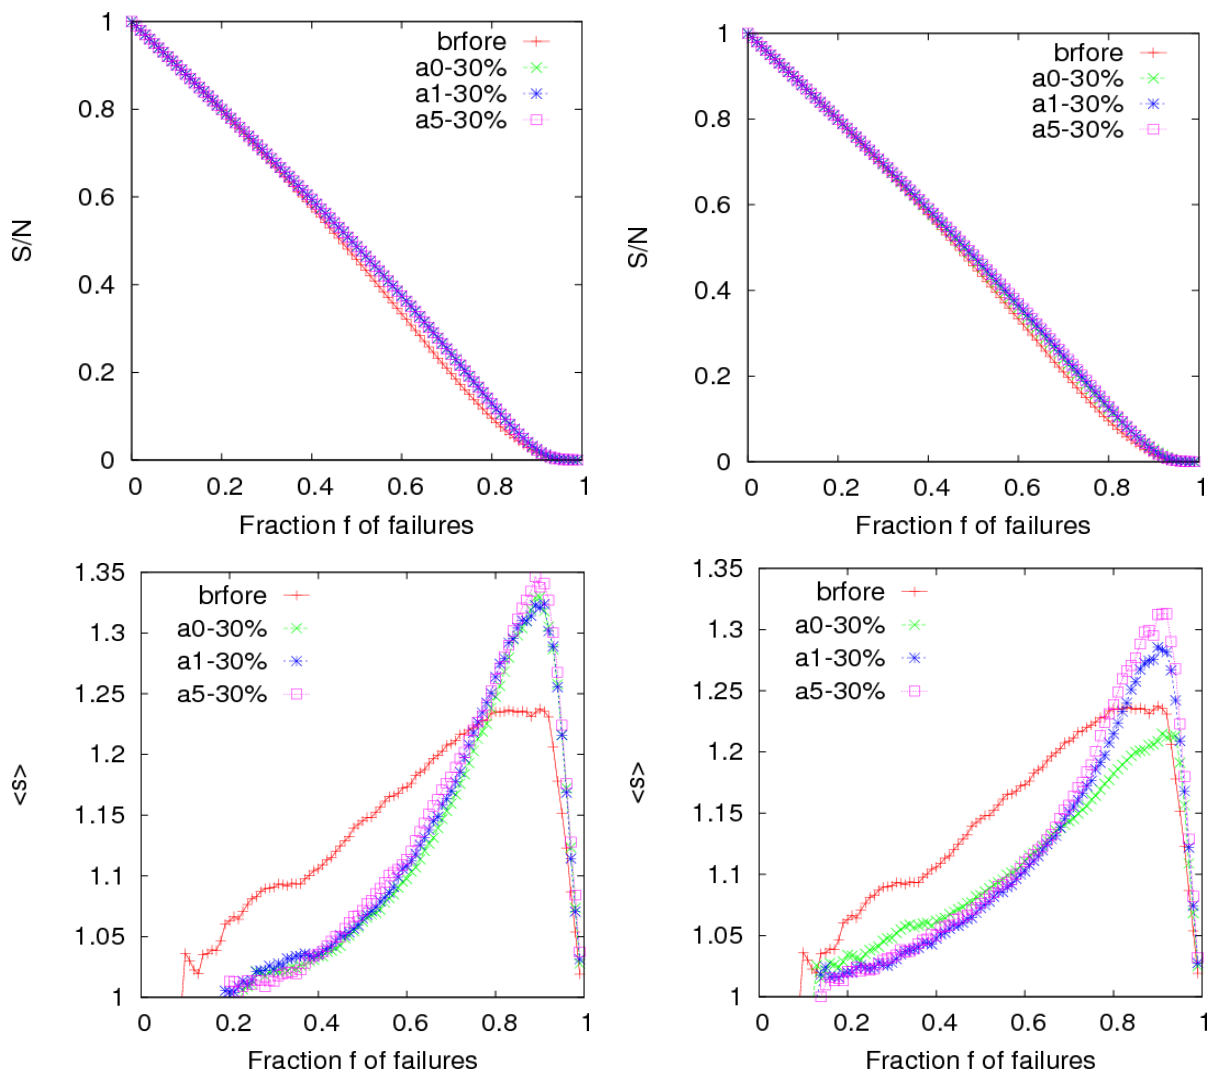 1
0.8
0.6
0.4
0.2
0
S/N
brfore
a0-30%
a1-30%
a5-30%
0 0.2 0.4 0.6 0.8 1
Fraction f of failures
1
0.8
0.6
0.4
0.2
0
S/N
brfore
a0-30%
a1-30%
a5-30%
0 0.2 0.4 0.6 0.8 1
Fraction f of failures
1.35
1.3
1.25
1.2
1.15
1.1
1.05
1
<s>
brfore
a0-30%
a1-30%
a5-30%
0 0.2 0.4 0.6 0.8 1
Fraction f of failures
1.35
1.3
1.25
1.2
1.15
1.1
1.05
1
<s>
brfore
a0-30%
a1-30%
a5-30%
0 0.2 0.4 0.6 0.8 1
Fraction f of failures